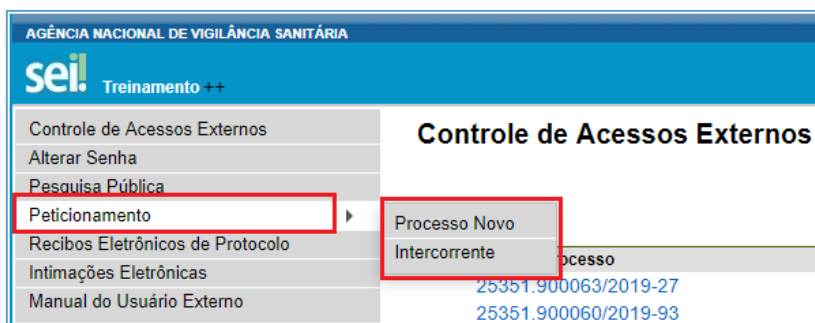 AGÊNCIA NACIONAL DE VIGILÂNCIA SANITÁRIA
sei!
Treinamento ++
Controle de Acessos Externos
Alterar Senha
Pesquisa Pública
Peticionamento
Recibos Eletrônicos de Protocolo
Intimações Eletrônicas
Manual do Usuário Externo
Processo Novo
Intercorrente
Controle de Acessos Externos
25351.900063/2019-27
25351.900060/2019-93